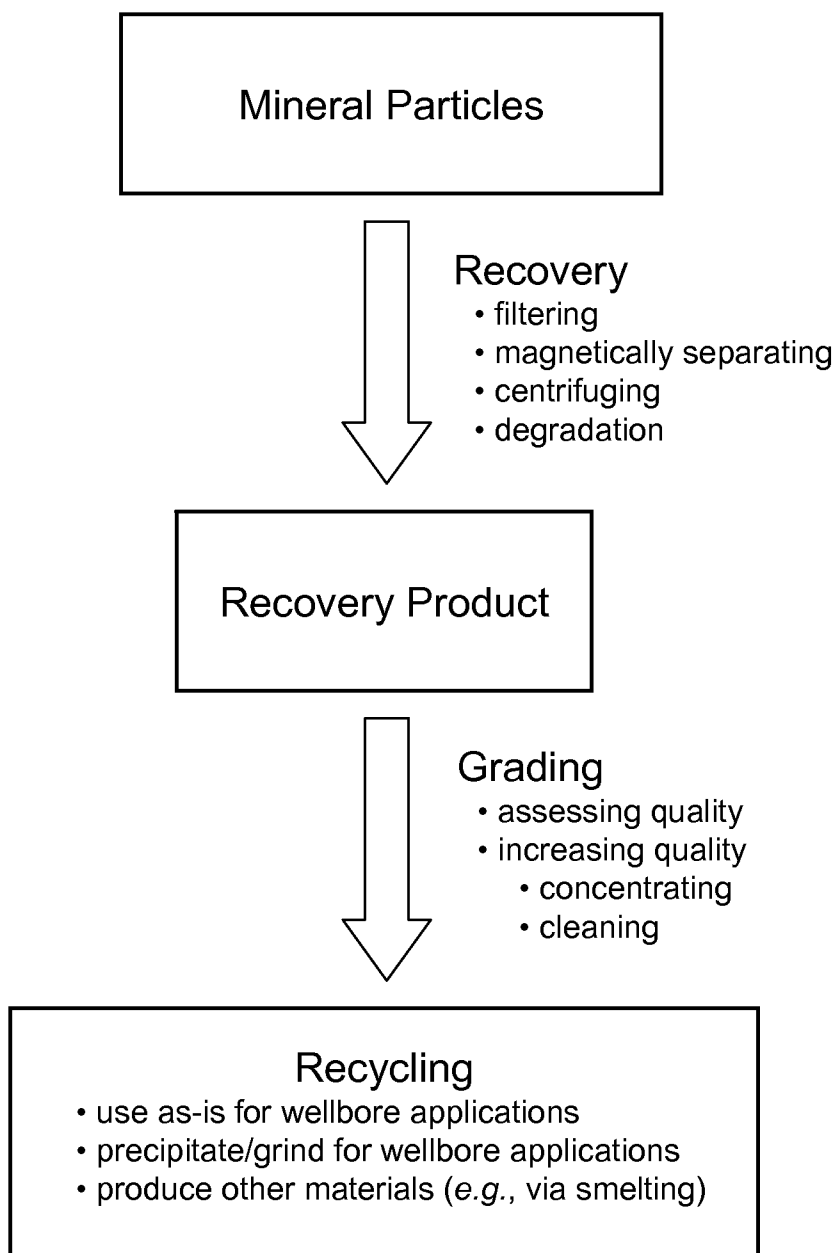 Mineral Particles
Recovery
• filtering
• magnetically separating
• centrifuging
• degradation
Recovery Product
Grading
• assessing quality
• increasing quality
• concentrating
• cleaning
Recycling
• use as-is for wellbore applications
• precipitate/grind for wellbore applications
• produce other materials (e.g., via smelting)